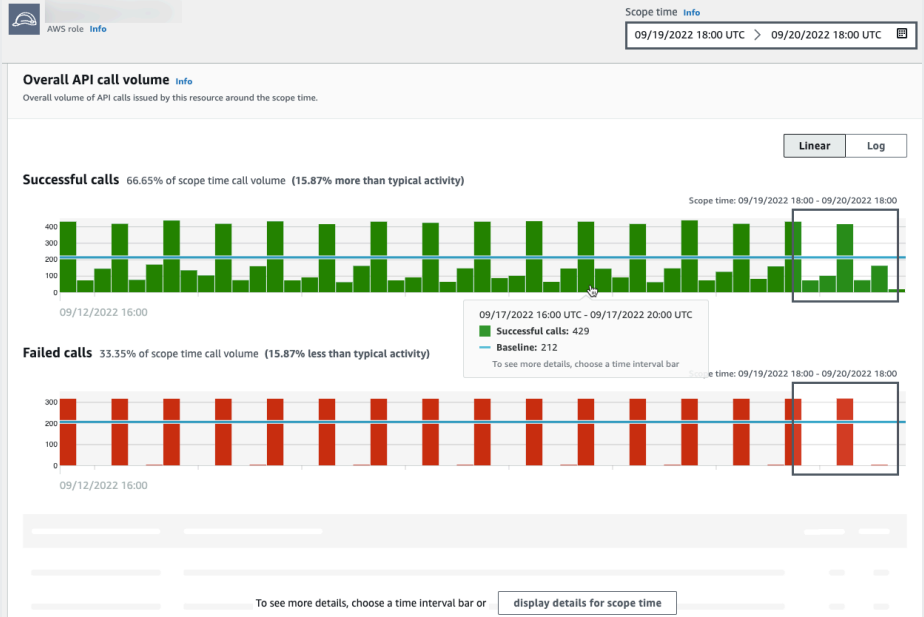 Scope time Info
AWS role Info
09/19/2022 18:00 UTC > 09/20/2022 18:00 UTC
Overall API call volume Info
Overall volume of API calls issued by this resource around the scope time.
Linear Log
Successful calls 66.65% of scope time call volume (15.87% more than typical activity)
Scope time: 09/19/2022 18:00 - 09/20/2022 18:00
400
300
200
100
0
09/12/2022 16:00
09/17/2022 16:00 UTC - 09/17/2022 20:00 UTC
Successful calls: 429
Baseline: 212
To see more details, choose a time interval bar
Failed calls 33.35% of scope time call volume (15.87% less than typical activity)
e time: 09/19/2022 18:00 - 09/20/2022 18:00
300
200
100
0
09/12/2022 16:00
To see more details, choose a time interval bar or display details for scope time